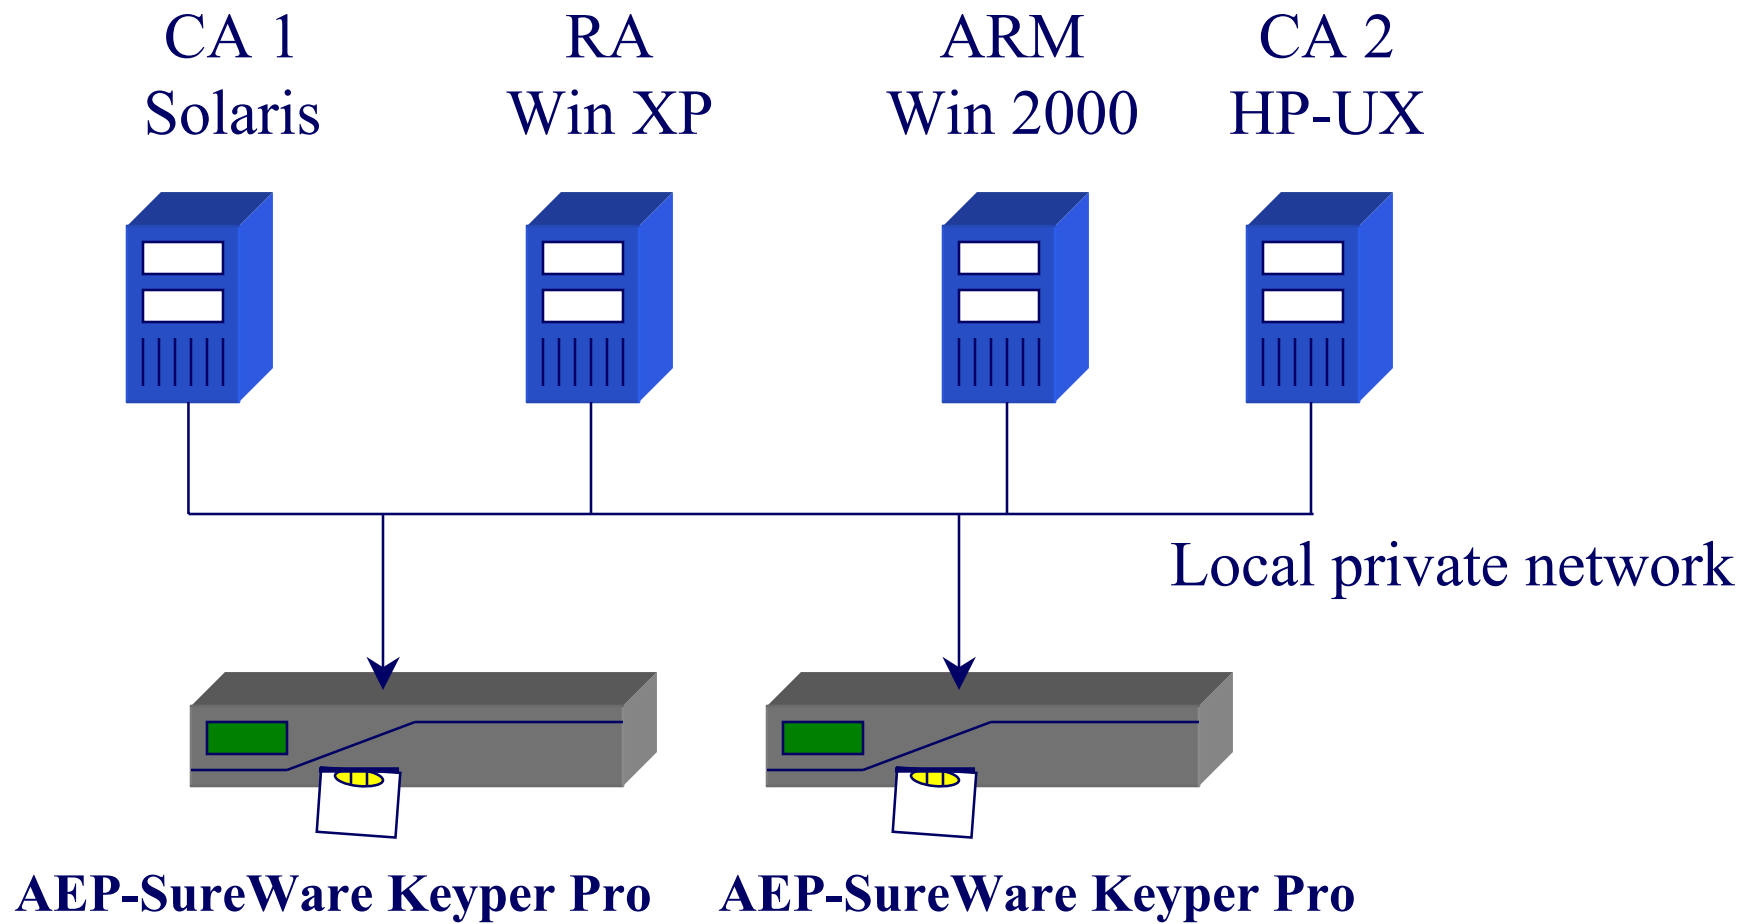 CA 1
Solaris
RA
Win XP
ARM
Win 2000
CA 2
HP-UX
Local private network
AEP-SureWare Keyper Pro
AEP-SureWare Keyper Pro